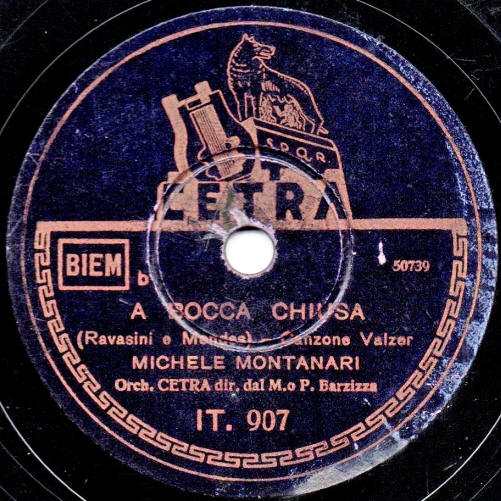 S.P.Q.R.
CETRA
BIEM
50739
b
A BOCCA CHIUSA
(Ravasini e Mendes) - Canzone Valzer
MICHELE MONTANARI
Orch. CETRA dir. dal M.o P. Barzizza
IT. 907